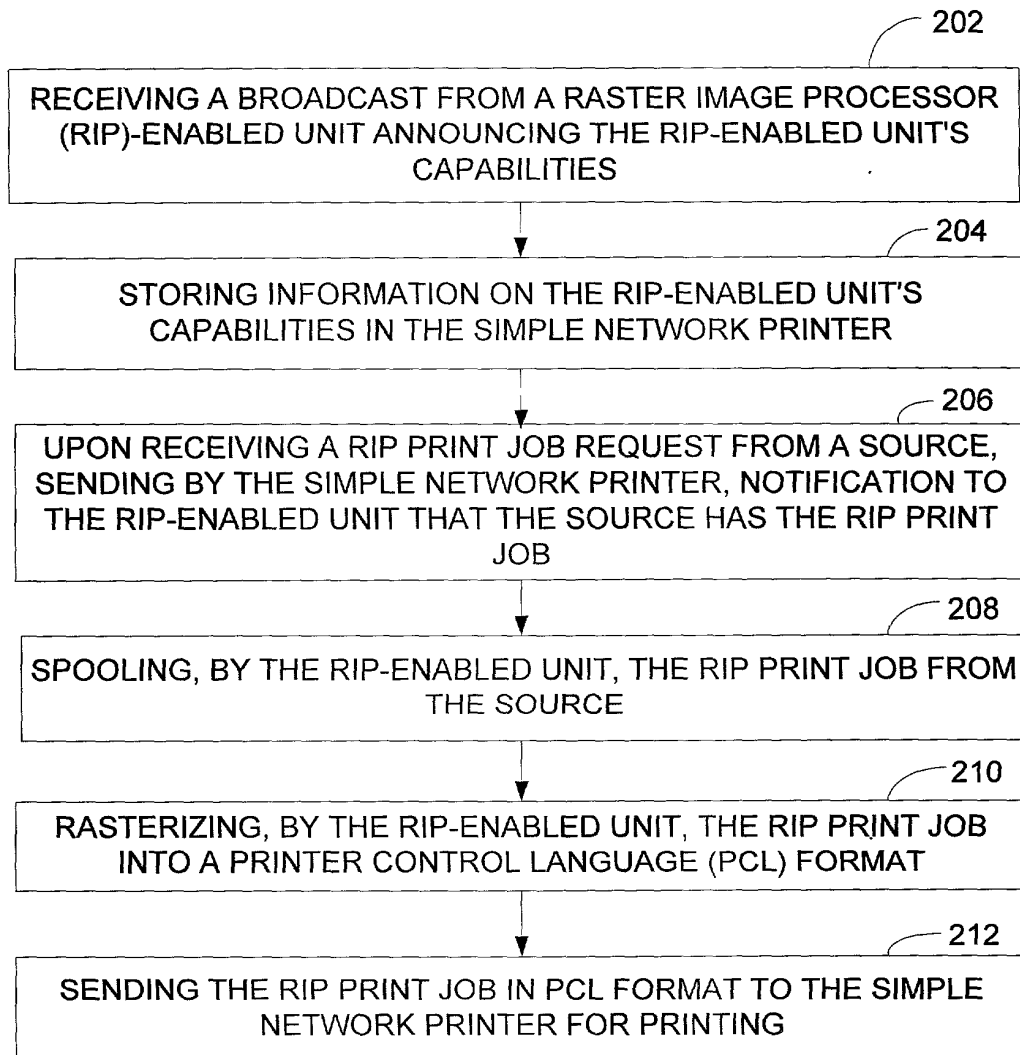 202
RECEIVING A BROADCAST FROM A RASTER IMAGE PROCESSOR
(RIP)-ENABLED UNIT ANNOUNCING THE RIP-ENABLED UNIT'S
CAPABILITIES
204
STORING INFORMATION ON THE RIP-ENABLED UNIT'S
CAPABILITIES IN THE SIMPLE NETWORK PRINTER
206
UPON RECEIVING A RIP PRINT JOB REQUEST FROM A SOURCE,
SENDING BY THE SIMPLE NETWORK PRINTER, NOTIFICATION TO
THE RIP-ENABLED UNIT THAT THE SOURCE HAS THE RIP PRINT
JOB
208
SPOOLING, BY THE RIP-ENABLED UNIT, THE RIP PRINT JOB FROM
THE SOURCE
210
RASTERIZING, BY THE RIP-ENABLED UNIT, THE RIP PRINT JOB
INTO A PRINTER CONTROL LANGUAGE (PCL) FORMAT
212
SENDING THE RIP PRINT JOB IN PCL FORMAT TO THE SIMPLE
NETWORK PRINTER FOR PRINTING